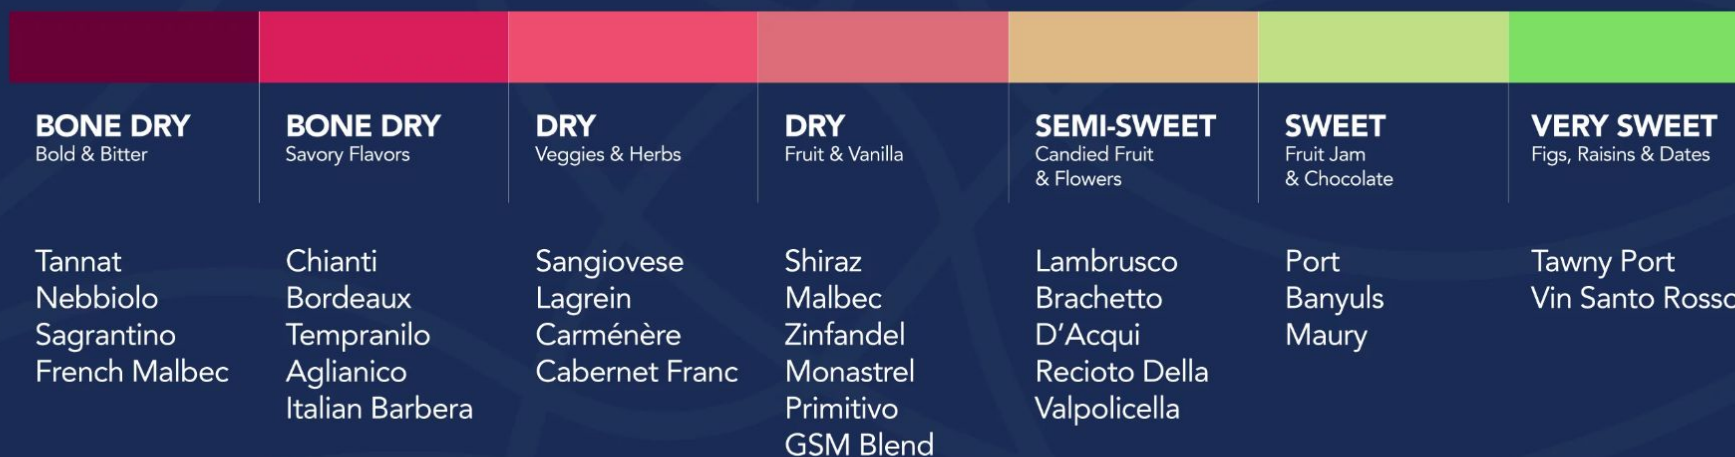 BONE DRY
Bold & Bitter
Tannat
Nebbiolo
Sagrantino
French Malbec
BONE DRY
Savory Flavors
Chianti
Bordeaux
Tempranilo
Aglianico
Italian Barbera
DRY
Veggies & Herbs
Sangiovese
Lagrein
Carménère
Cabernet Franc
DRY
Fruit & Vanilla
Shiraz
Malbec
Zinfandel
Monastrel
Primitivo
GSM Blend
SEMI-SWEET
Candied Fruit
& Flowers
Lambrusco
Brachetto
D'Acqui
Recioto Della
Valpolicella
SWEET
Fruit Jam
& Chocolate
Port
Banyuls
Maury
VERY SWEET
Figs, Raisins & Dates
Tawny Port
Vin Santo Rosso